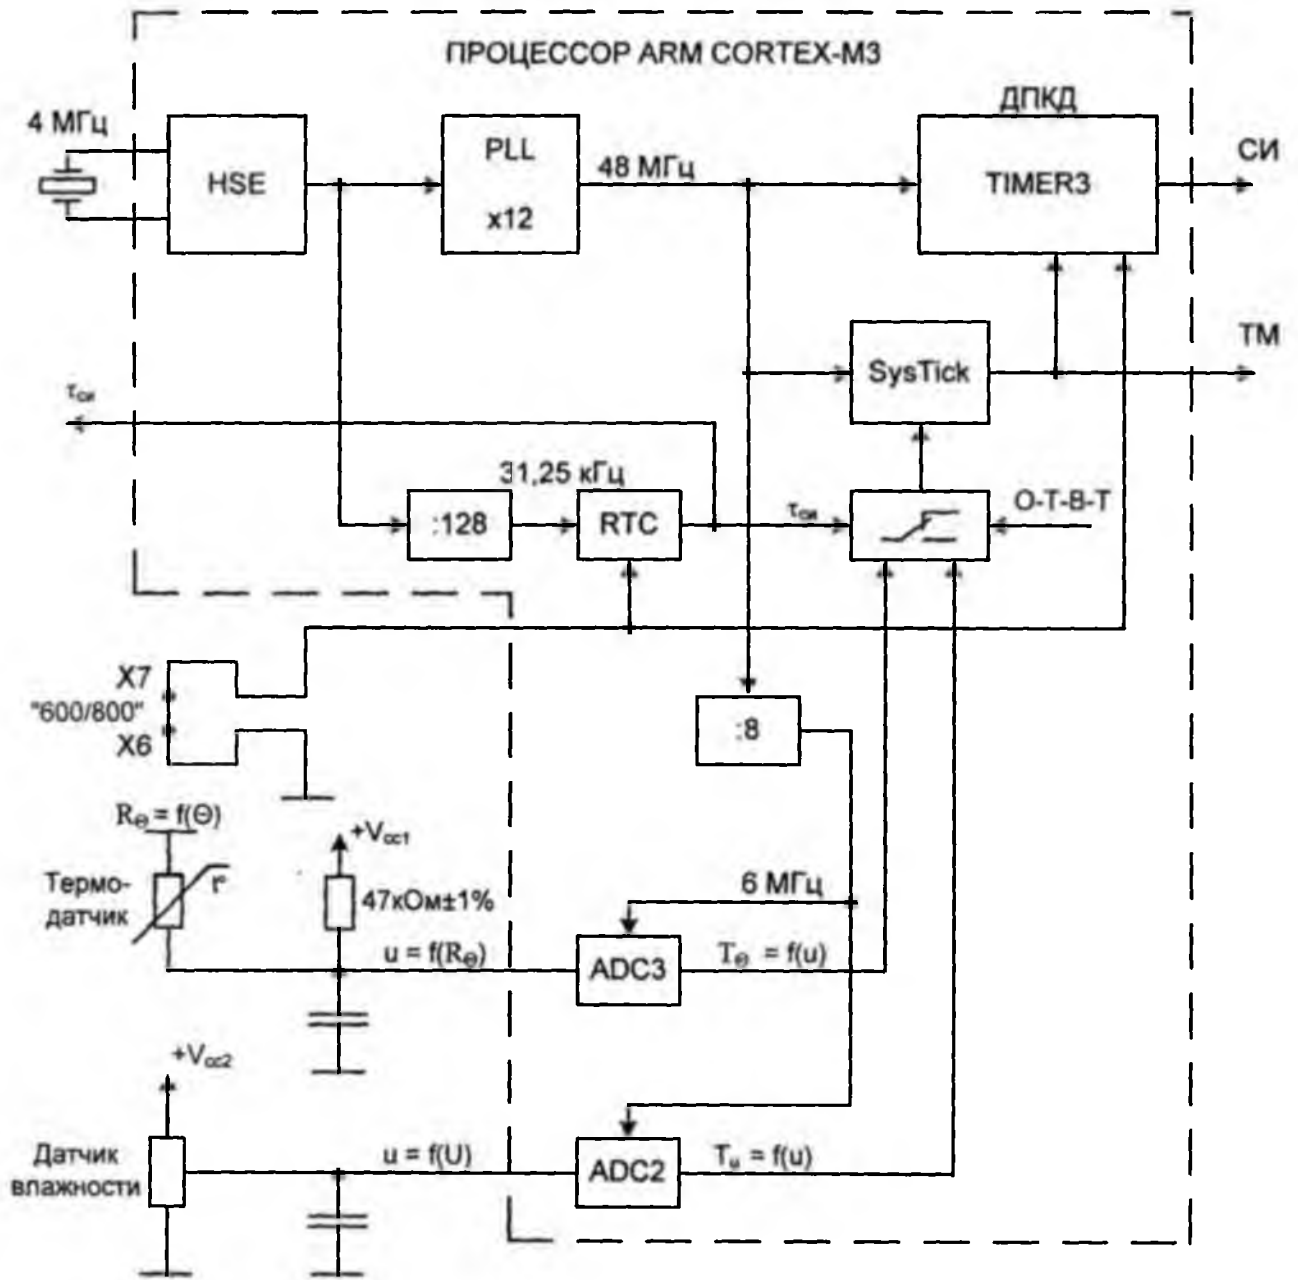 ПРОЦЕССОР ARM CORTEX-M3
4 МГц
HSE
PLL
x12
48 МГц
ДПКД
TIMER3
СИ
ТМ
SysTick
τси
31,25 кГц
:128
RTC
τси
О-Т-В-Т
X7
"600/800"
X6
:8
RΘ = f(Θ)
+Vcc1
Термо-
датчик
t°
47кОм±1%
6 МГц
u = f(RΘ)
ADC3
TΘ = f(u)
+Vcc2
Датчик
влажности
u = f(U)
ADC2
Tu = f(u)